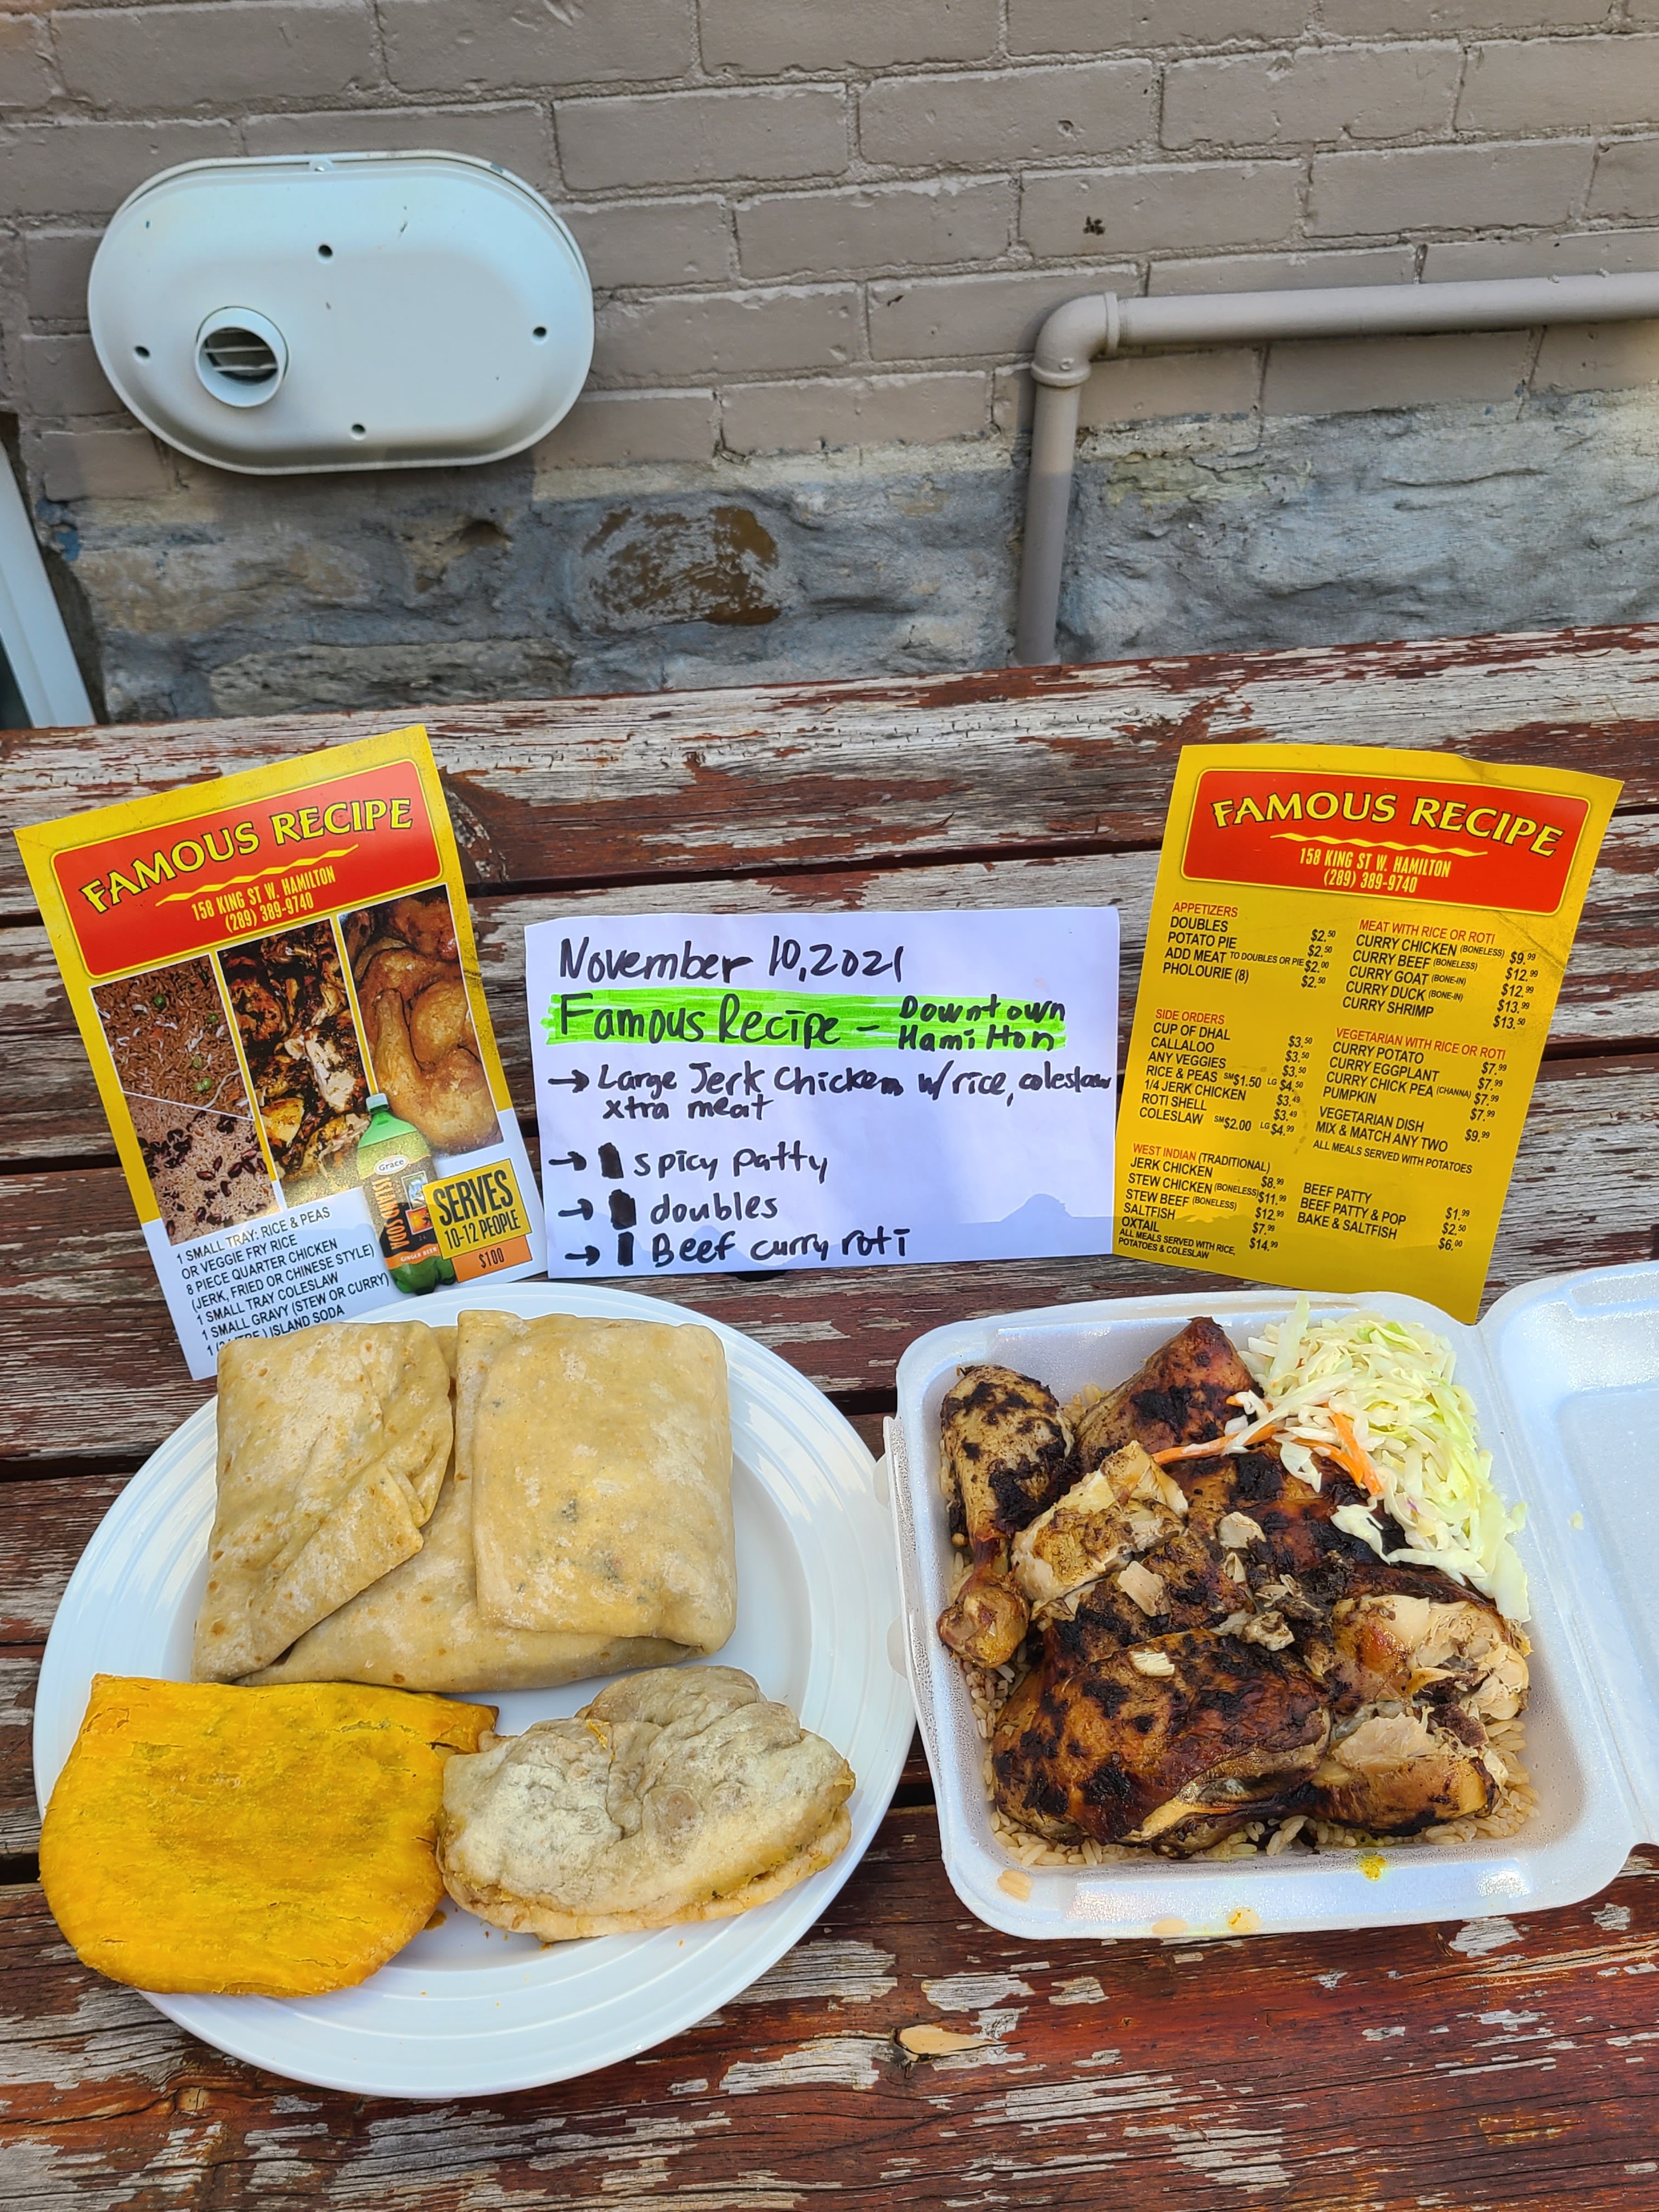 FAMOUS RECIPE
158 KING ST W. HAMILTON
(289) 389-9740
Grace
ISLAND SODA
GINGER BEER
SERVES
10-12 PEOPLE
$100
1 SMALL TRAY: RICE & PEAS
OR VEGGIE FRY RICE
8 PIECE QUARTER CHICKEN
(JERK, FRIED OR CHINESE STYLE)
1 SMALL TRAY COLESLAW
1 SMALL GRAVY (STEW OR CURRY)
ISLAND SODA
November 10, 2021
Famous Recipe - Downtown
Hamilton
→ Large Jerk Chicken w/rice, coleslaw
xtra meat
→ spicy patty
→ doubles
→ Beef curry roti
FAMOUS RECIPE
158 KING ST W. HAMILTON
(289) 389-9740
APPETIZERS
DOUBLES $2.50
POTATO PIE $2.50
ADD MEAT TO DOUBLES OR PIE $2.00
PHOLOURIE (8) $2.50
SIDE ORDERS
CUP OF DHAL $3.50
CALLALOO $3.50
ANY VEGGIES $3.50
RICE & PEAS SM $1.50 LG $4.50
1/4 JERK CHICKEN $3.49
ROTI SHELL $3.49
COLESLAW SM $2.00 LG $4.99
WEST INDIAN (TRADITIONAL)
JERK CHICKEN $8.99
STEW CHICKEN (BONELESS) $11.99
STEW BEEF (BONELESS) $12.99
SALTFISH $7.99
OXTAIL $14.99
ALL MEALS SERVED WITH RICE,
POTATOES & COLESLAW
MEAT WITH RICE OR ROTI
CURRY CHICKEN (BONELESS) $9.99
CURRY BEEF (BONELESS) $12.99
CURRY GOAT (BONE-IN) $12.99
CURRY DUCK (BONE-IN) $13.99
CURRY SHRIMP $13.50
VEGETARIAN WITH RICE OR ROTI
CURRY POTATO $7.99
CURRY EGGPLANT $7.99
CURRY CHICK PEA (CHANNA) $7.99
PUMPKIN $7.99
VEGETARIAN DISH
MIX & MATCH ANY TWO $9.99
ALL MEALS SERVED WITH POTATOES
BEEF PATTY $1.99
BEEF PATTY & POP $2.50
BAKE & SALTFISH $6.00